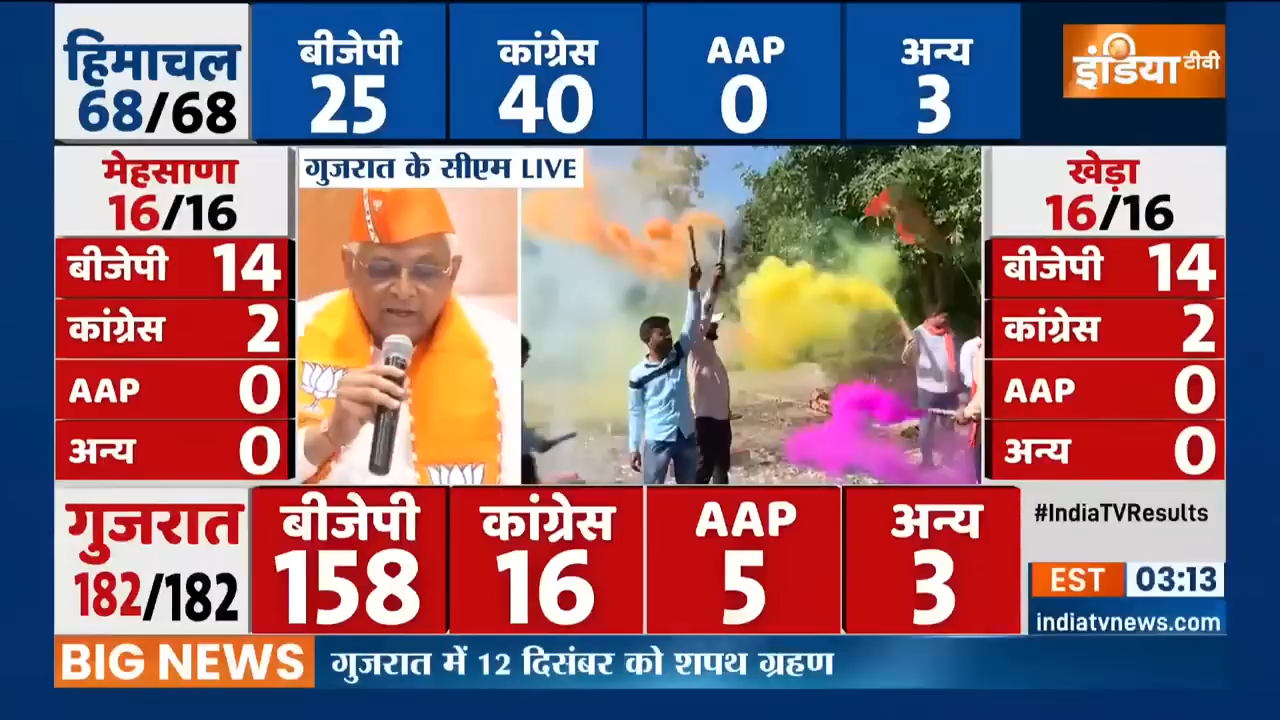 हिमाचल
68/68
बीजेपी
25
कांग्रेस
40
AAP
0
अन्य
3
इंडिया टीवी
मेहसाणा
16/16
बीजेपी 14
कांग्रेस 2
AAP 0
अन्य 0
गुजरात के सीएम LIVE
खेड़ा
16/16
बीजेपी 14
कांग्रेस 2
AAP 0
अन्य 0
गुजरात
182/182
बीजेपी
158
कांग्रेस
16
AAP
5
अन्य
3
#IndiaTVResults
EST 03:13
indiatvnews.com
BIG NEWS गुजरात में 12 दिसंबर को शपथ ग्रहण